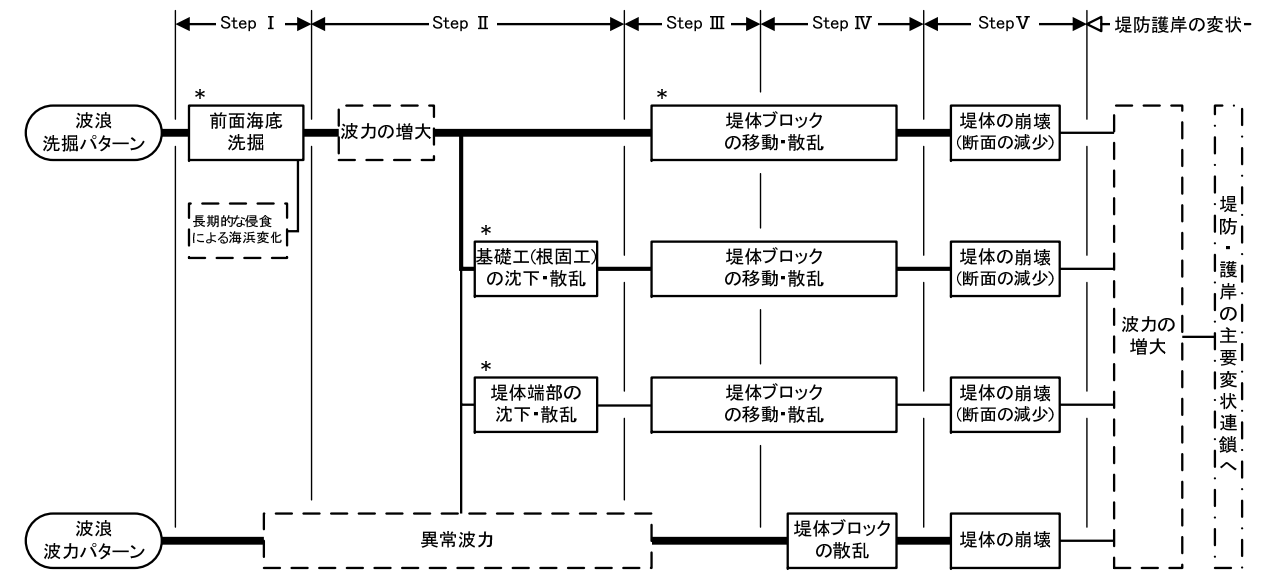 Step Ⅰ
Step Ⅱ
Step Ⅲ
Step Ⅳ
Step Ⅴ
堤防護岸の変状
波浪
洗掘パターン
*
前面海底
洗掘
波力の増大
*
堤体ブロック
の移動・散乱
堤体の崩壊
(断面の減少)
長期的な侵食
による海浜変化
*
基礎工(根固工)
の沈下・散乱
堤体ブロック
の移動・散乱
堤体の崩壊
(断面の減少)
*
堤体端部の
沈下・散乱
堤体ブロック
の移動・散乱
堤体の崩壊
(断面の減少)
波浪
波力パターン
異常波力
堤体ブロック
の散乱
堤体の崩壊
波力の
増大
堤防・護岸の主要変状連鎖へ